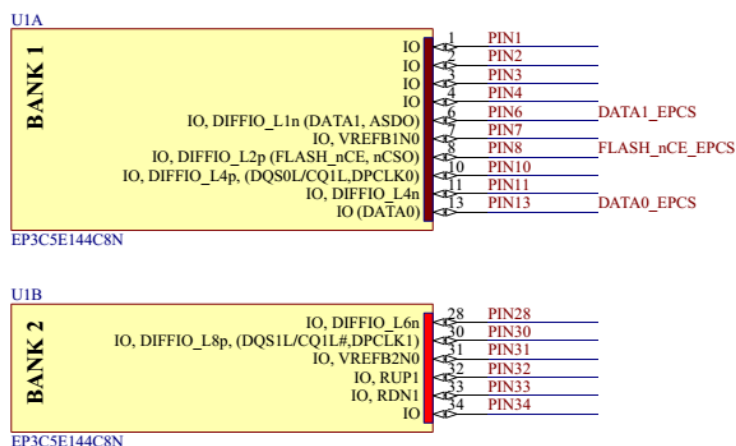 U1A
BANK 1
IO 1 PIN1
IO 2 PIN2
IO 3 PIN3
IO 4 PIN4
IO, DIFFIO_L1n (DATA1, ASDO) 6 PIN6 DATA1_EPCS
IO, VREFB1N0 7 PIN7
IO, DIFFIO_L2p (FLASH_nCE, nCSO) 8 PIN8 FLASH_nCE_EPCS
IO, DIFFIO_L4p, (DQS0L/CQ1L,DPCLK0) 10 PIN10
IO, DIFFIO_L4n 11 PIN11
IO (DATA0) 13 PIN13 DATA0_EPCS
EP3C5E144C8N
U1B
BANK 2
IO, DIFFIO_L6n 28 PIN28
IO, DIFFIO_L8p, (DQS1L/CQ1L#,DPCLK1) 30 PIN30
IO, VREFB2N0 31 PIN31
IO, RUP1 32 PIN32
IO, RDN1 33 PIN33
IO 34 PIN34
EP3C5E144C8N